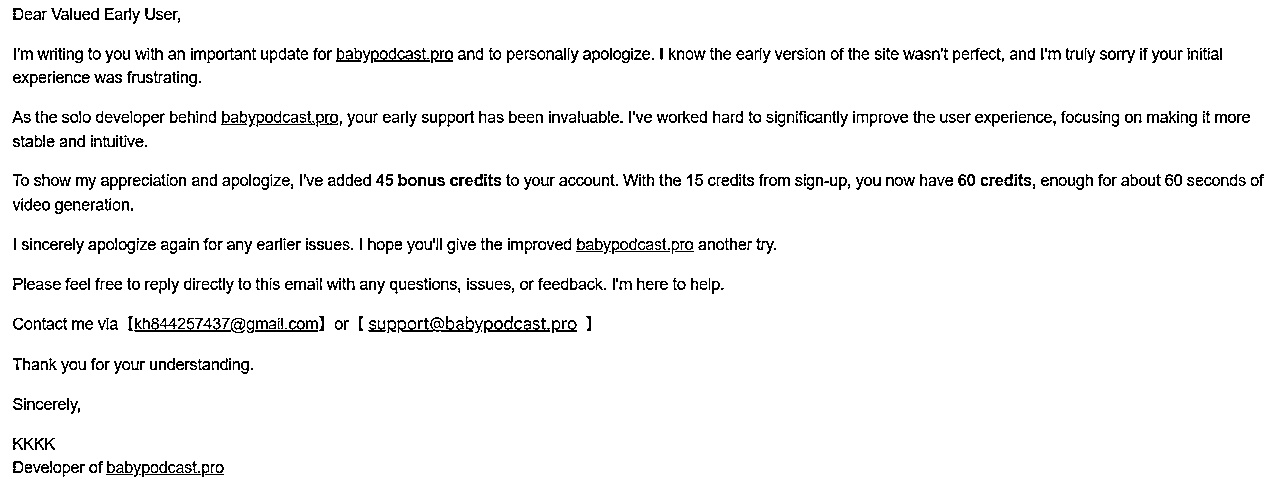 Dear Valued Early User,
I'm writing to you with an important update for babypodcast.pro and to personally apologize. I know the early version of the site wasn't perfect, and I'm truly sorry if your initial
experience was frustrating.
As the solo developer behind babypodcast.pro, your early support has been invaluable. I've worked hard to significantly improve the user experience, focusing on making it more
stable and intuitive.
To show my appreciation and apologize, I've added 45 bonus credits to your account. With the 15 credits from sign-up, you now have 60 credits, enough for about 60 seconds of
video generation.
I sincerely apologize again for any earlier issues. I hope you'll give the improved babypodcast.pro another try.
Please feel free to reply directly to this email with any questions, issues, or feedback. I'm here to help.
Contact me via【kh844257437@gmail.com】or【 support@babypodcast.pro 】
Thank you for your understanding.
Sincerely,
KKKK
Developer of babypodcast.pro